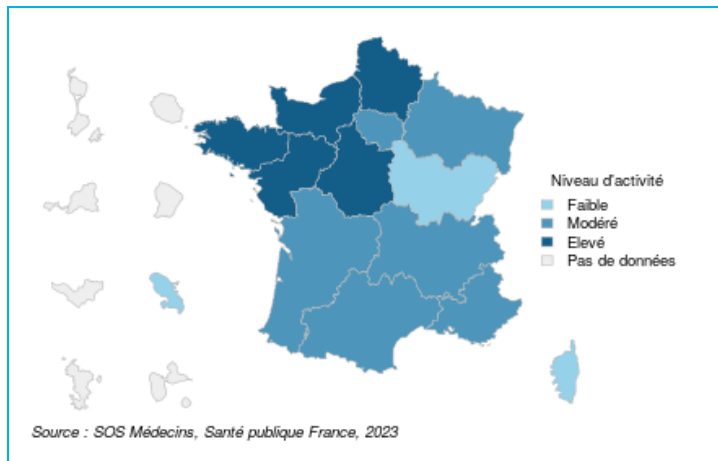 Niveau d'activité
Faible
Modéré
Elevé
Pas de données
Source : SOS Médecins, Santé publique France, 2023